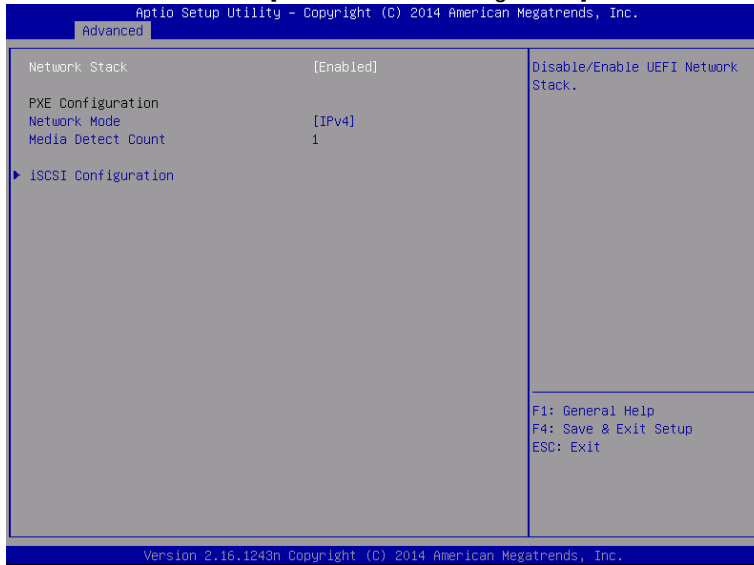 Aptio Setup Utility – Copyright (C) 2014 American Megatrends, Inc.
Advanced
Network Stack [Enabled]
PXE Configuration
Network Mode [IPv4]
Media Detect Count 1
iSCSI Configuration
Disable/Enable UEFI Network
Stack.
F1: General Help
F4: Save & Exit Setup
ESC: Exit
Version 2.16.1243n Copyright (C) 2014 American Megatrends, Inc.